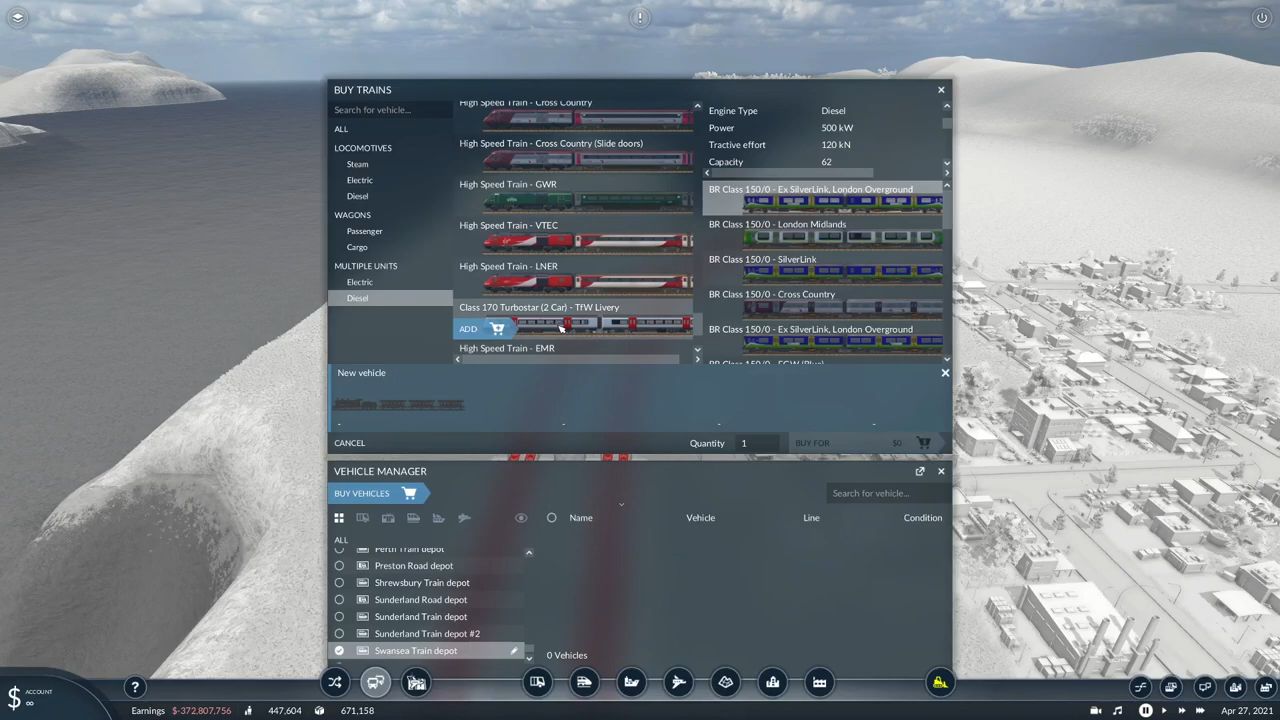 BUY TRAINS
Search for vehicle...
ALL
LOCOMOTIVES
Steam
Electric
Diesel
WAGONS
Passenger
Cargo
MULTIPLE UNITS
Electric
Diesel
High Speed Train - Cross Country
High Speed Train - Cross Country (Slide doors)
High Speed Train - GWR
High Speed Train - VTEC
High Speed Train - LNER
Class 170 Turbostar (2 Car) - TfW Livery
ADD
High Speed Train - EMR
Engine Type Diesel
Power 500 kW
Tractive effort 120 kN
Capacity 62
BR Class 150/0 - Ex SilverLink, London Overground
BR Class 150/0 - London Midlands
BR Class 150/0 - SilverLink
BR Class 150/0 - Cross Country
BR Class 150/0 - Ex SilverLink, London Overground
BR Class 150/0 - FGW (Blue)
New vehicle
- - - -
CANCEL
Quantity 1
BUY FOR $0
VEHICLE MANAGER
BUY VEHICLES
Search for vehicle...
Name Vehicle Line Condition
ALL
Perth Train depot
Preston Road depot
Shrewsbury Train depot
Sunderland Road depot
Sunderland Train depot
Sunderland Train depot #2
Swansea Train depot
0 Vehicles
$ ACCOUNT
∞
?
Earnings $-372,807,756
447,604
671,158
Apr 27, 2021